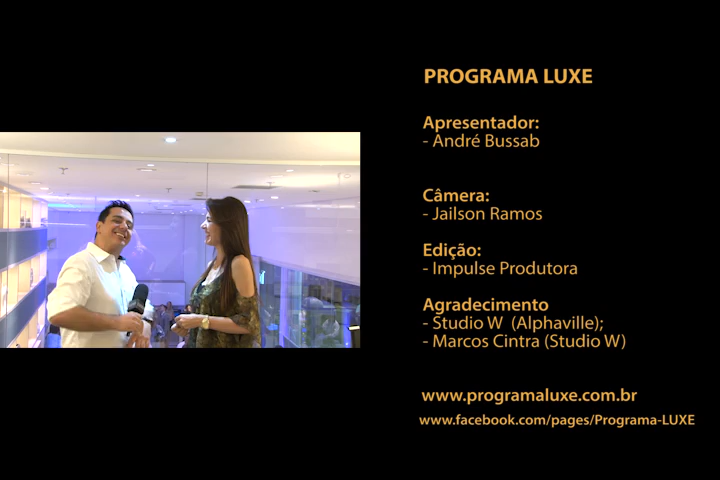 PROGRAMA LUXE
Apresentador:
- André Bussab
Câmera:
- Jailson Ramos
Edição:
- Impulse Produtora
Agradecimento
- Studio W (Alphaville);
- Marcos Cintra (Studio W)
www.programaluxe.com.br
www.facebook.com/pages/Programa-LUXE